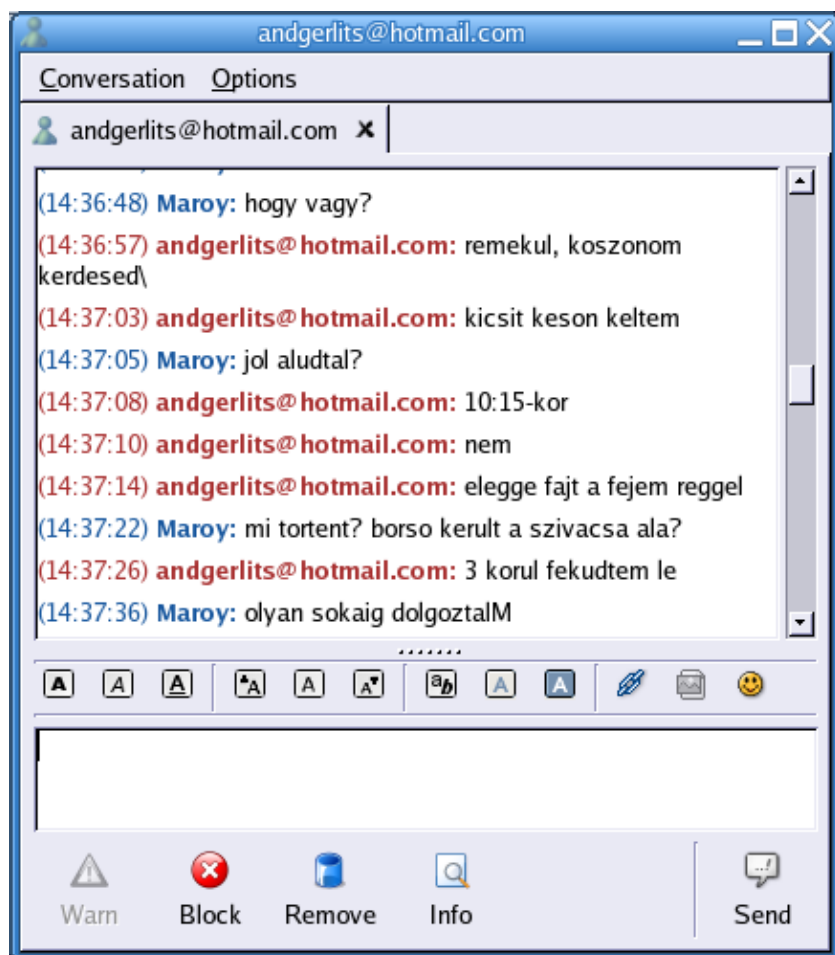 andgerlits@hotmail.com
Conversation Options
andgerlits@hotmail.com
(14:36:48) Maroy: hogy vagy?
(14:36:57) andgerlits@hotmail.com: remekul, koszonom
kerdesed\
(14:37:03) andgerlits@hotmail.com: kicsit keson keltem
(14:37:05) Maroy: jol aludtal?
(14:37:08) andgerlits@hotmail.com: 10:15-kor
(14:37:10) andgerlits@hotmail.com: nem
(14:37:14) andgerlits@hotmail.com: elegge fajt a fejem reggel
(14:37:22) Maroy: mi tortent? borso kerult a szivacsa ala?
(14:37:26) andgerlits@hotmail.com: 3 korul fekudtem le
(14:37:36) Maroy: olyan sokaig dolgoztalM
Warn Block Remove Info Send